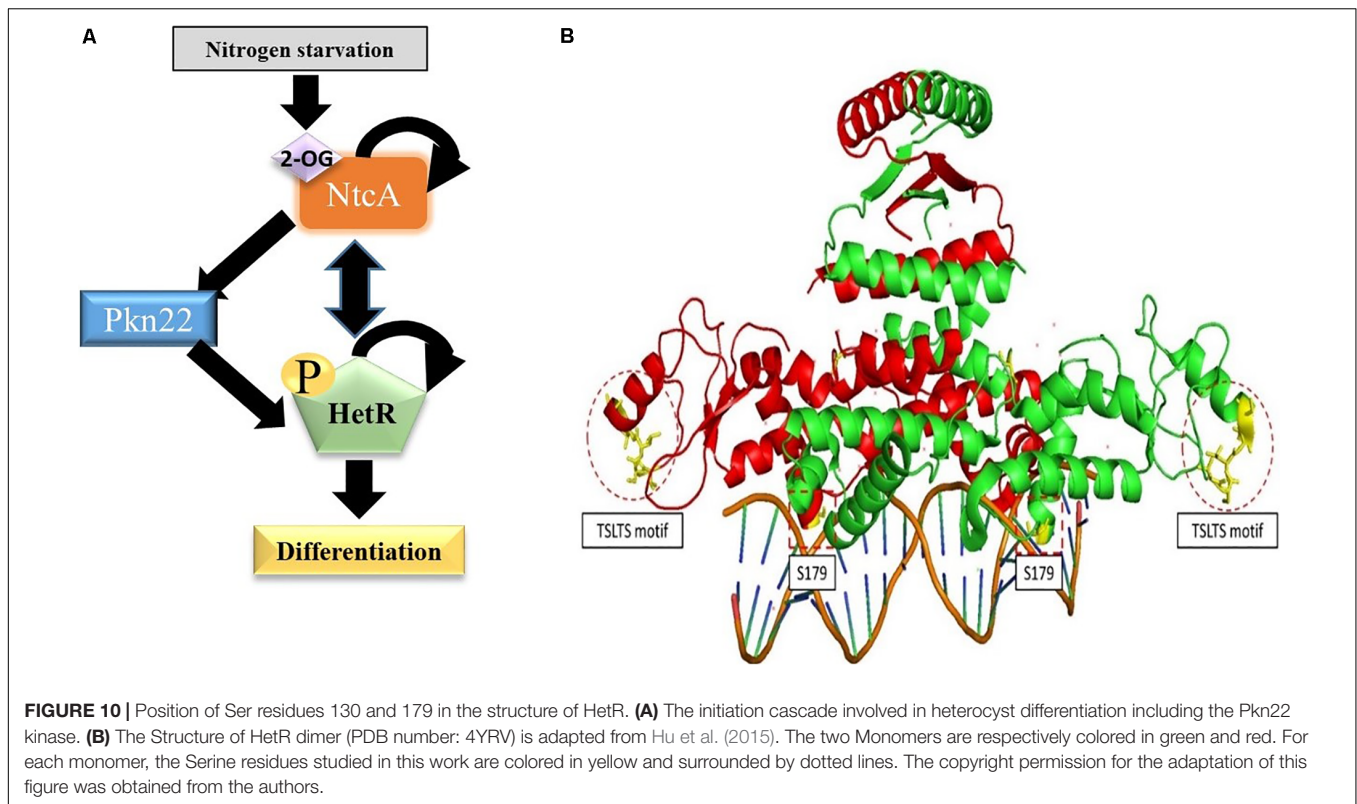 A
Nitrogen starvation
2-OG
NtcA
Pkn22
P
HetR
Differentiation
B
TSLTS motif
TSLTS motif
S179
S179
FIGURE 10 | Position of Ser residues 130 and 179 in the structure of HetR. (A) The initiation cascade involved in heterocyst differentiation including the Pkn22
kinase. (B) The Structure of HetR dimer (PDB number: 4YRV) is adapted from Hu et al. (2015). The two Monomers are respectively colored in green and red. For
each monomer, the Serine residues studied in this work are colored in yellow and surrounded by dotted lines. The copyright permission for the adaptation of this
figure was obtained from the authors.